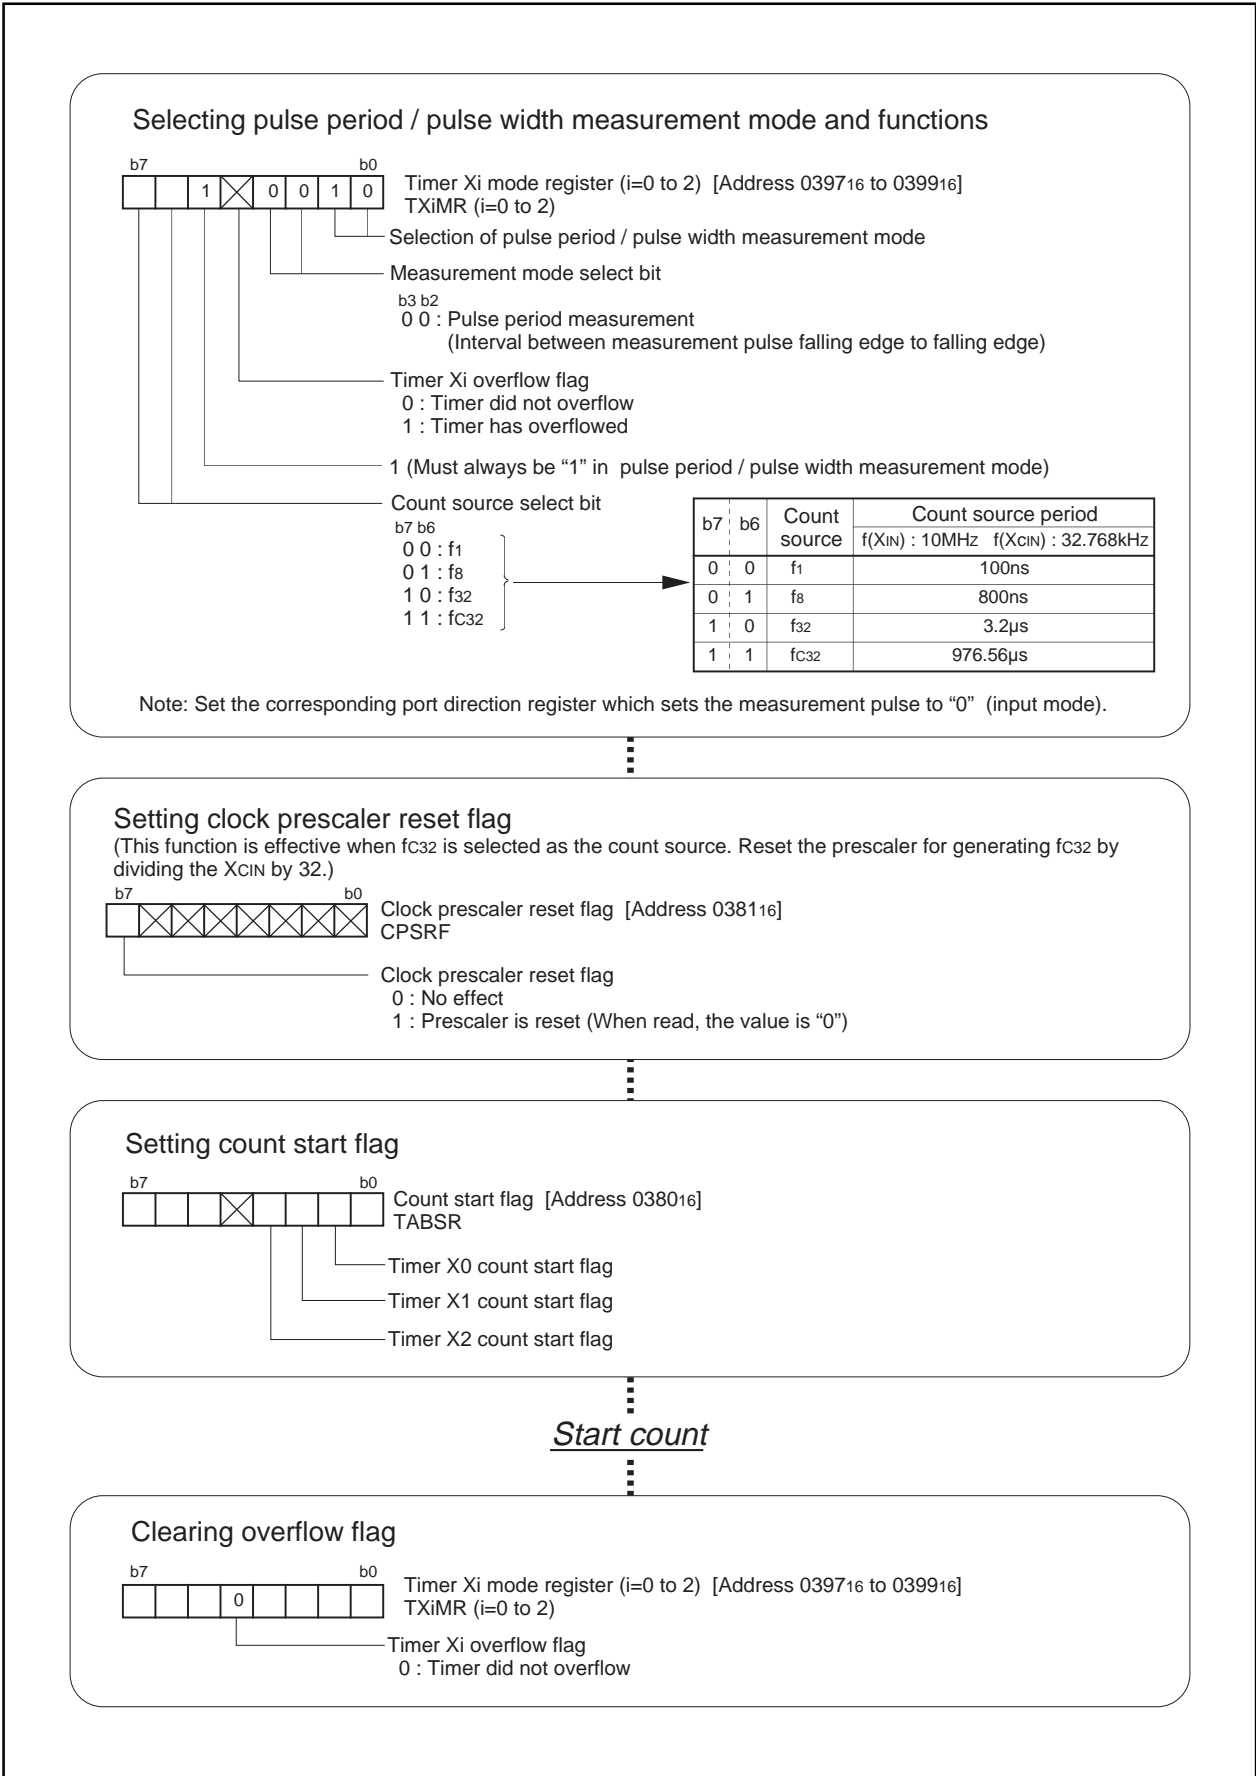 Selecting pulse period / pulse width measurement mode and functions
b7 b0
1 0 0 1 0
Timer Xi mode register (i=0 to 2) [Address 039716 to 039916]
TXiMR (i=0 to 2)
Selection of pulse period / pulse width measurement mode
Measurement mode select bit
b3 b2
0 0 : Pulse period measurement
(Interval between measurement pulse falling edge to falling edge)
Timer Xi overflow flag
0 : Timer did not overflow
1 : Timer has overflowed
1 (Must always be “1” in pulse period / pulse width measurement mode)
Count source select bit
b7 b6
0 0 : f1
0 1 : f8
1 0 : f32
1 1 : fC32
b7 b6 Count source Count source period
f(XIN) : 10MHZ f(XCIN) : 32.768kHZ
0 0 f1 100ns
0 1 f8 800ns
1 0 f32 3.2µs
1 1 fC32 976.56µs
Note: Set the corresponding port direction register which sets the measurement pulse to “0” (input mode).
Setting clock prescaler reset flag
(This function is effective when fC32 is selected as the count source. Reset the prescaler for generating fC32 by
dividing the XCIN by 32.)
b7 b0
Clock prescaler reset flag [Address 038116]
CPSRF
Clock prescaler reset flag
0 : No effect
1 : Prescaler is reset (When read, the value is “0”)
Setting count start flag
b7 b0
Count start flag [Address 038016]
TABSR
Timer X0 count start flag
Timer X1 count start flag
Timer X2 count start flag
Start count
Clearing overflow flag
b7 b0
0
Timer Xi mode register (i=0 to 2) [Address 039716 to 039916]
TXiMR (i=0 to 2)
Timer Xi overflow flag
0 : Timer did not overflow